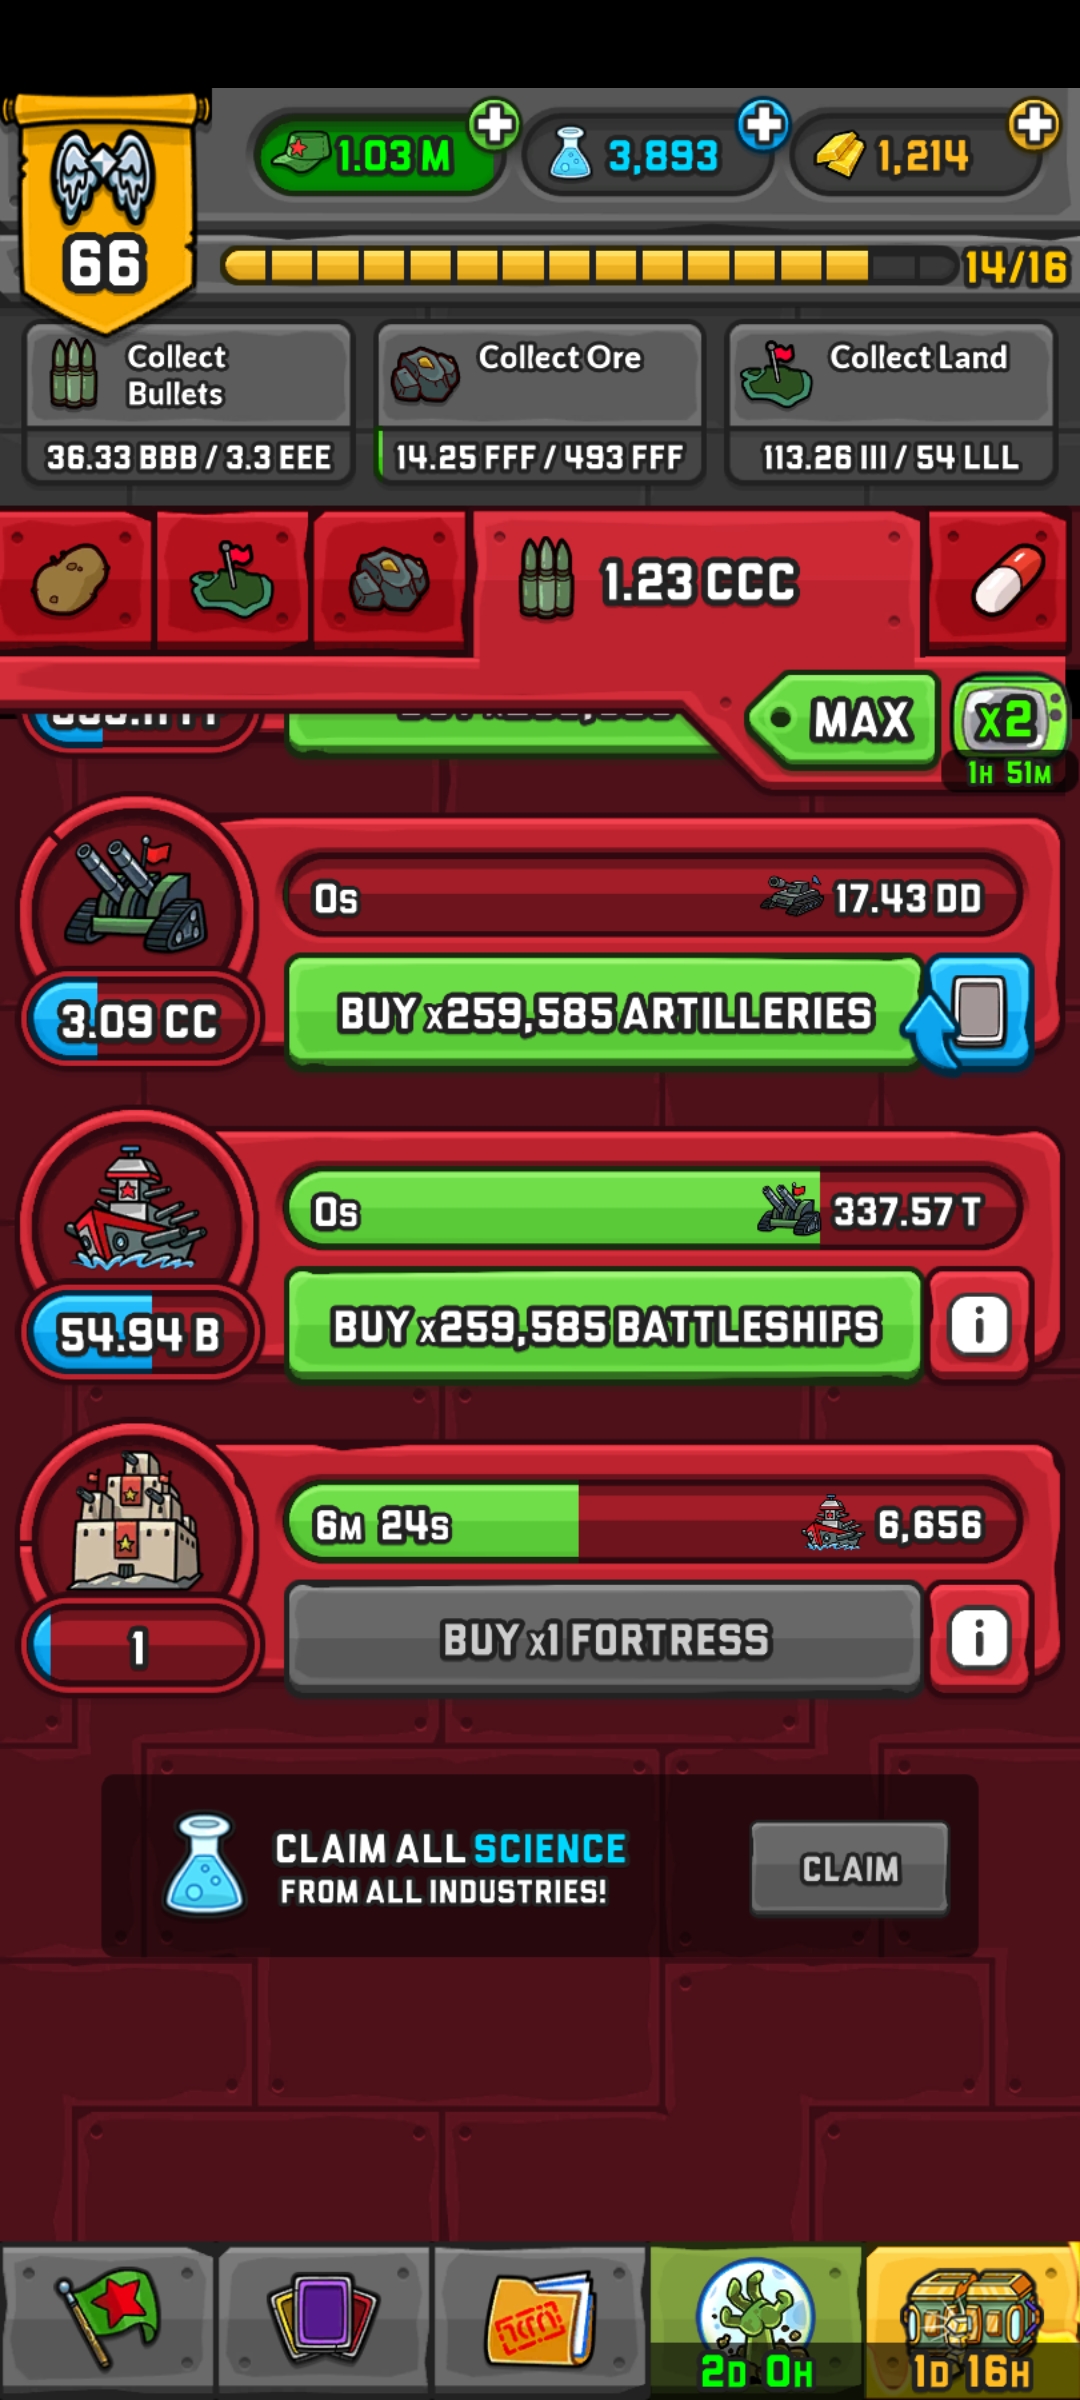 1.03 M
3,893
1,214
66
14/16
Collect
Bullets
Collect Ore
Collect Land
36.33 BBB / 3.3 EEE
14.25 FFF / 493 FFF
113.26 III / 54 LLL
1.23 CCC
MAX
x2
1H 51M
0s
17.43 DD
3.09 CC
BUY x259,585 ARTILLERIES
0s
337.57 T
54.94 B
BUY x259,585 BATTLESHIPS
i
6M 24s
6,656
1
BUY x1 FORTRESS
i
CLAIM ALL SCIENCE
FROM ALL INDUSTRIES!
CLAIM
2D 0H
1D 16H